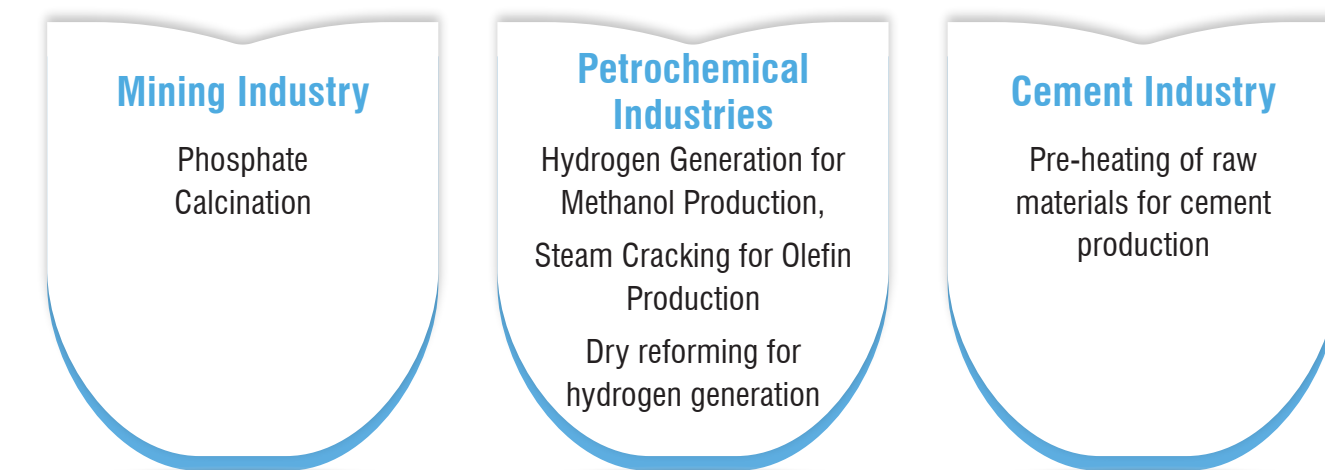 Mining Industry
Phosphate
Calcination
Petrochemical
Industries
Hydrogen Generation for
Methanol Production,
Steam Cracking for Olefin
Production
Dry reforming for
hydrogen generation
Cement Industry
Pre-heating of raw
materials for cement
production